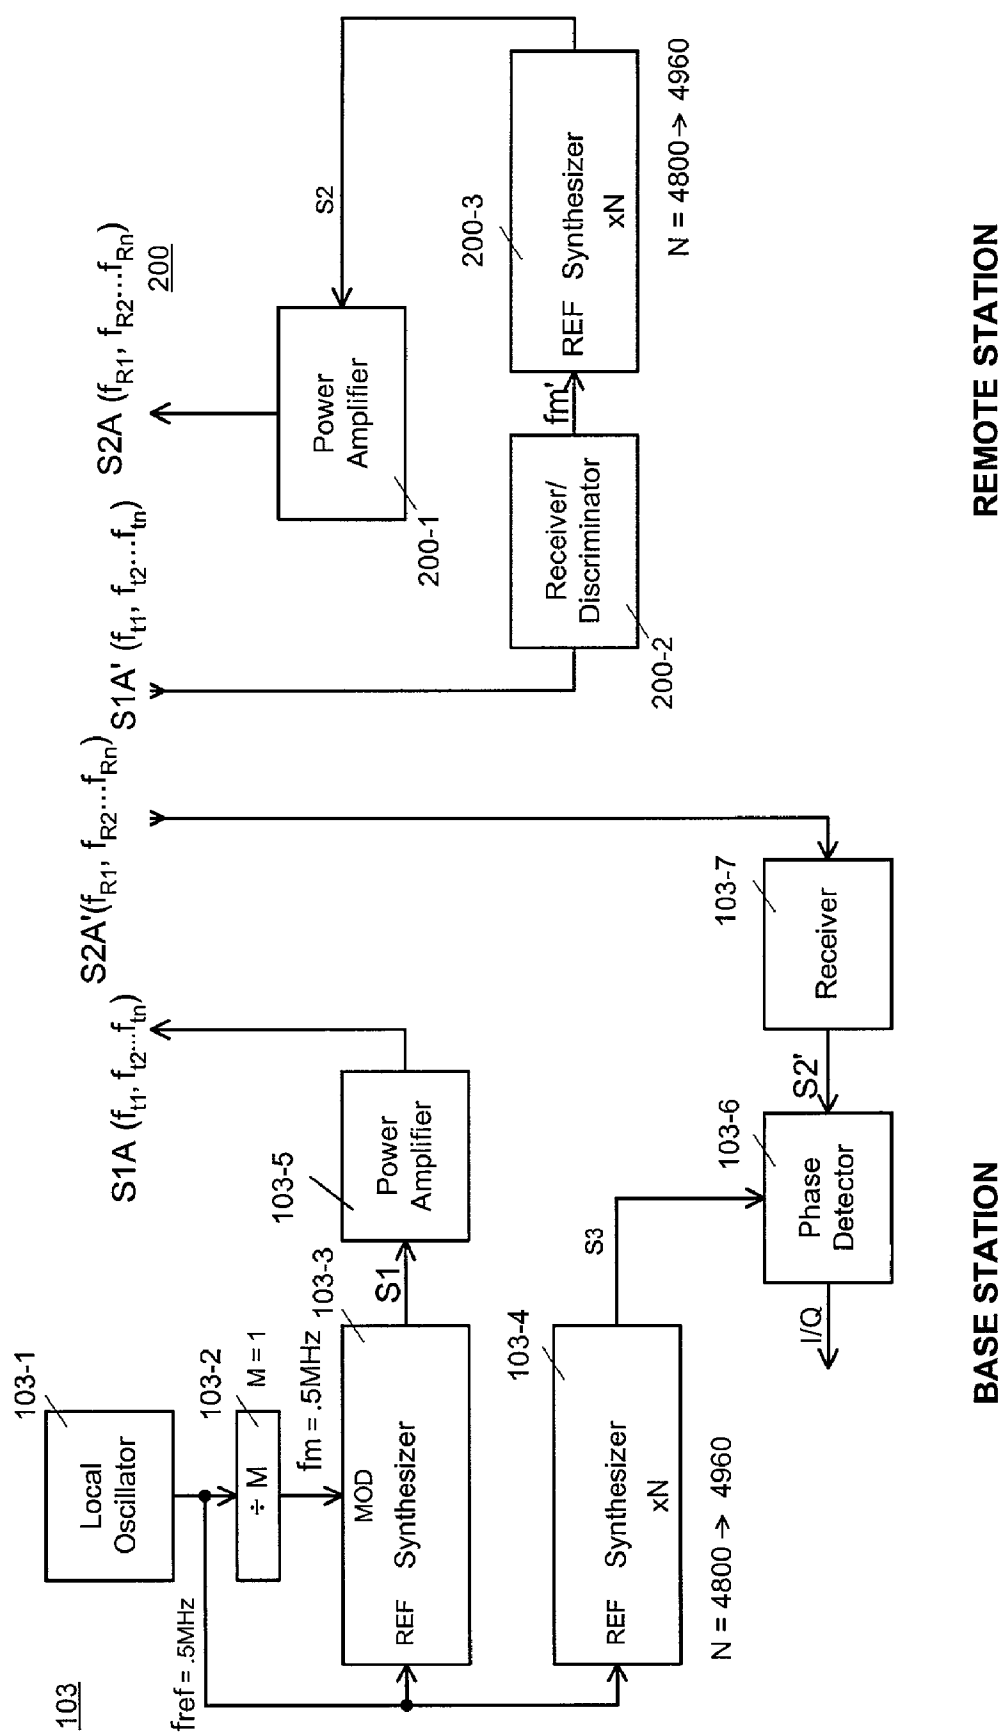 103
103-1
Local
Oscillator
fref = .5MHz
103-2
÷ M
M = 1
fm = .5MHz
103-3
MOD
REF Synthesizer
S1
103-5
Power
Amplifier
S1A (ft1, ft2...ftn)
103-4
REF Synthesizer
xN
N = 4800 → 4960
S3
103-6
Phase
Detector
I/Q
S2'
103-7
Receiver
S2A'(fR1, fR2...fRn)
BASE STATION
S1A' (ft1, ft2...ftn)
S2A (fR1, fR2...fRn)
200
Power
Amplifier
200-1
S2
Receiver/
Discriminator
200-2
fm'
200-3
REF Synthesizer
xN
N = 4800 → 4960
REMOTE STATION